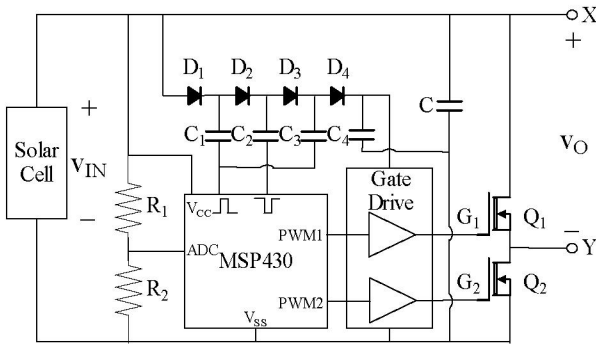 X
+
D1 D2 D3 D4
C
+
C1 C2 C3 C4
Solar
Cell
vIN
vO
−
R1
VCC
Gate
Drive
G1
Q1
PWM1
−
Y
ADC
MSP430
R2
PWM2
G2
Q2
VSS